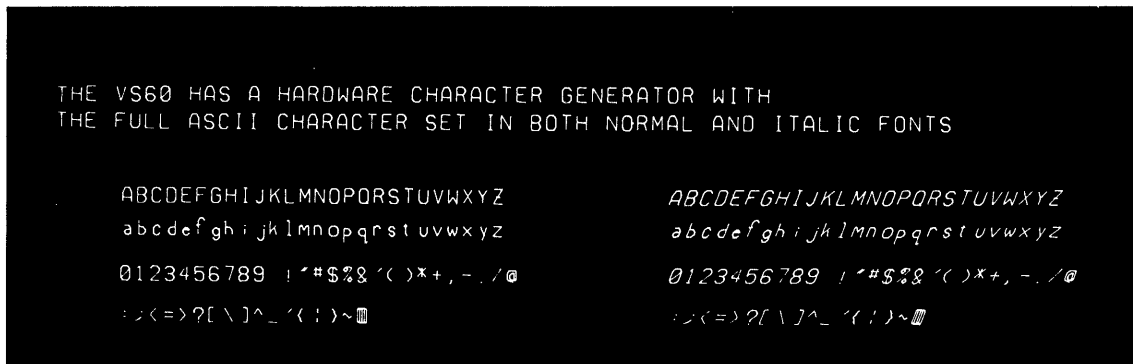 THE VS60 HAS A HARDWARE CHARACTER GENERATOR WITH
THE FULL ASCII CHARACTER SET IN BOTH NORMAL AND ITALIC FONTS
ABCDEFGHIJKLMNOPQRSTUVWXYZ
abcdefghijklmnopqrstuvwxyz
0123456789 !"#$%&'()*+,-./@
:;<=>?[\]^_`{¦}~▥
ABCDEFGHIJKLMNOPQRSTUVWXYZ
abcdefghijklmnopqrstuvwxyz
0123456789 !"#$%&'()*+,-./@
:;<=>?[\]^_`{¦}~▥